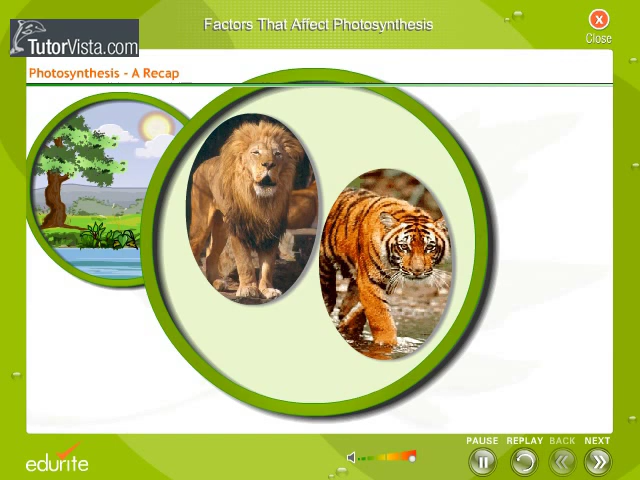 Factors That Affect Photosynthesis
TutorVista.com
Close
Photosynthesis - A Recap
PAUSE REPLAY BACK NEXT
edurite